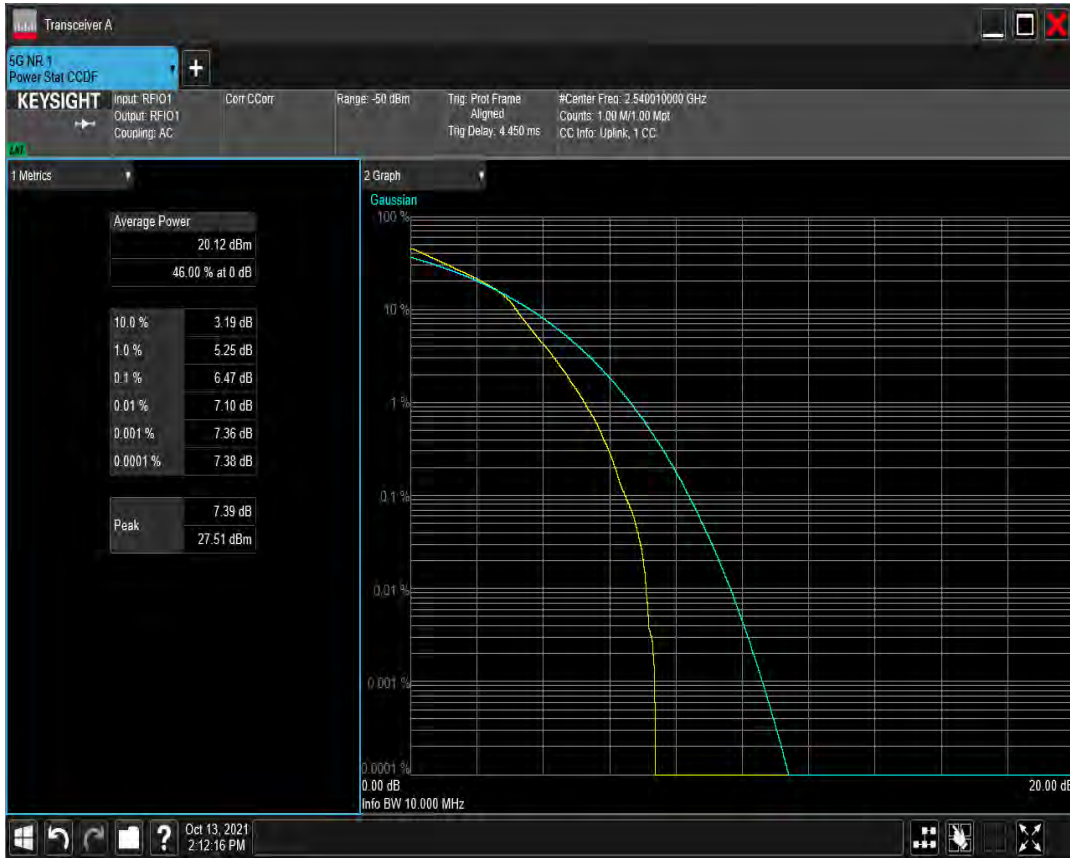 Transceiver A
5G NR 1
Power Stat CCDF
+
KEYSIGHT
Input: RFIO1
Output: RFIO1
Coupling: AC
Corr CCorr
Range: -50 dBm
Trig: Prot Frame
Aligned
Trig Delay: 4.450 ms
#Center Freq: 2.540010000 GHz
Counts: 1.00 M/1.00 Mpt
CC Info: Uplink, 1 CC
1 Metrics
Average Power
20.12 dBm
46.00 % at 0 dB
10.0 % 3.19 dB
1.0 % 5.25 dB
0.1 % 6.47 dB
0.01 % 7.10 dB
0.001 % 7.36 dB
0.0001 % 7.38 dB
Peak
7.39 dB
27.51 dBm
2 Graph
Gaussian
100 %
10 %
1 %
0.1 %
0.01 %
0.001 %
0.0001 %
0.00 dB
20.00 dB
Info BW 10.000 MHz
?
Oct 13, 2021
2:12:16 PM